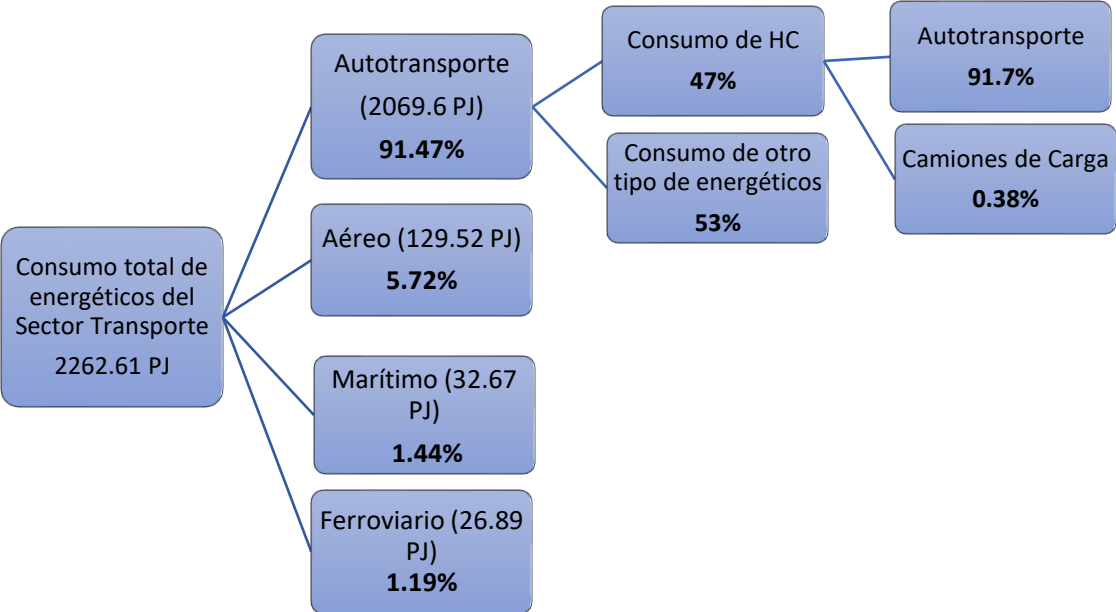 Consumo total de
energéticos del
Sector Transporte
2262.61 PJ
Autotransporte
(2069.6 PJ)
91.47%
Aéreo (129.52 PJ)
5.72%
Marítimo (32.67
PJ)
1.44%
Ferroviario (26.89
PJ)
1.19%
Consumo de HC
47%
Consumo de otro
tipo de energéticos
53%
Autotransporte
91.7%
Camiones de Carga
0.38%